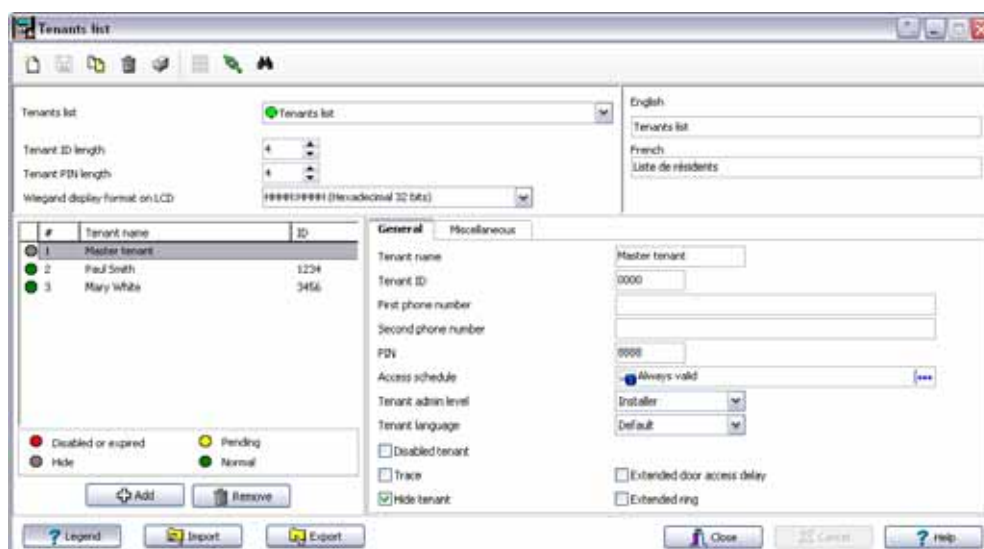 Tenants list
Tenants list
Tenants list
English
Tenants list
French
Liste de résidents
Tenant ID length
4
Tenant PIN length
4
Wiegand display format on LCD
(Hexadecimal 32 bits)
# Tenant name ID
1 Master tenant
2 Paul Smith 1234
3 Mary White 3456
Disabled or expired
Pending
Hide
Normal
Add
Remove
General
Miscellaneous
Tenant name
Master tenant
Tenant ID
0000
First phone number
Second phone number
PIN
Access schedule
Always valid
Tenant admin level
Installer
Tenant language
Default
Disabled tenant
Trace
Extended door access delay
Hide tenant
Extended ring
? Legend
Import
Export
Close
Cancel
? Help